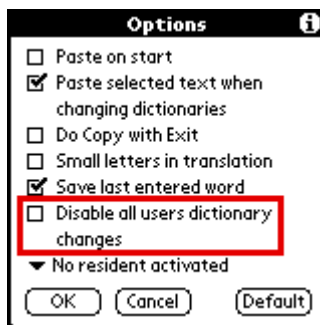 Options
Paste on start
Paste selected text when
changing dictionaries
Do Copy with Exit
Small letters in translation
Save last entered word
Disable all users dictionary
changes
No resident activated
OK Cancel Default